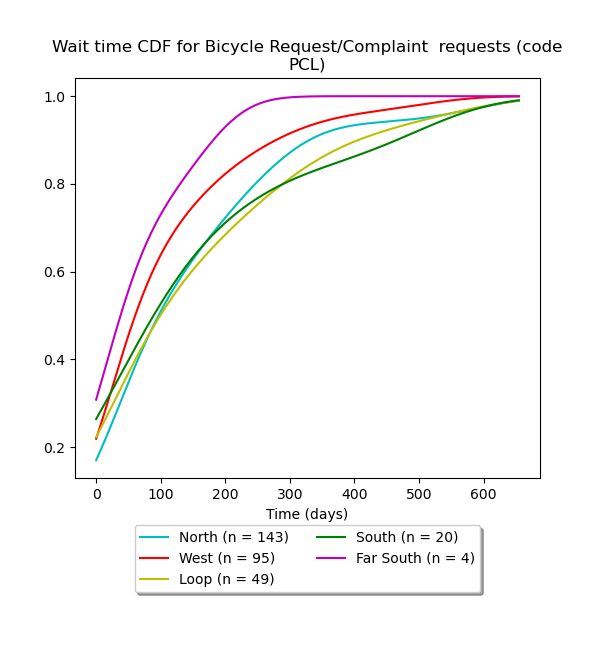 Wait time CDF for Bicycle Request/Complaint  requests (code
PCL)
1.0
0.8
0.6
0.4
0.2
0 100 200 300 400 500 600
Time (days)
North (n = 143) South (n = 20)
West (n = 95) Far South (n = 4)
Loop (n = 49)